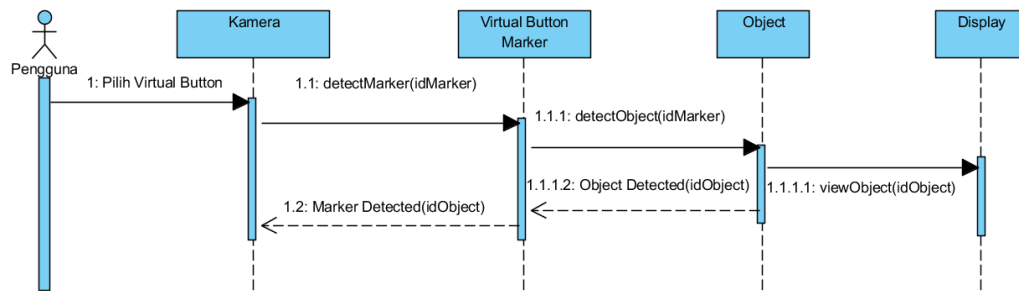 Kamera
Virtual Button
Marker
Object
Display
Pengguna
1: Pilih Virtual Button
1.1: detectMarker(idMarker)
1.1.1: detectObject(idMarker)
1.1.1.2: Object Detected(idObject)
1.1.1.1: viewObject(idObject)
1.2: Marker Detected(idObject)